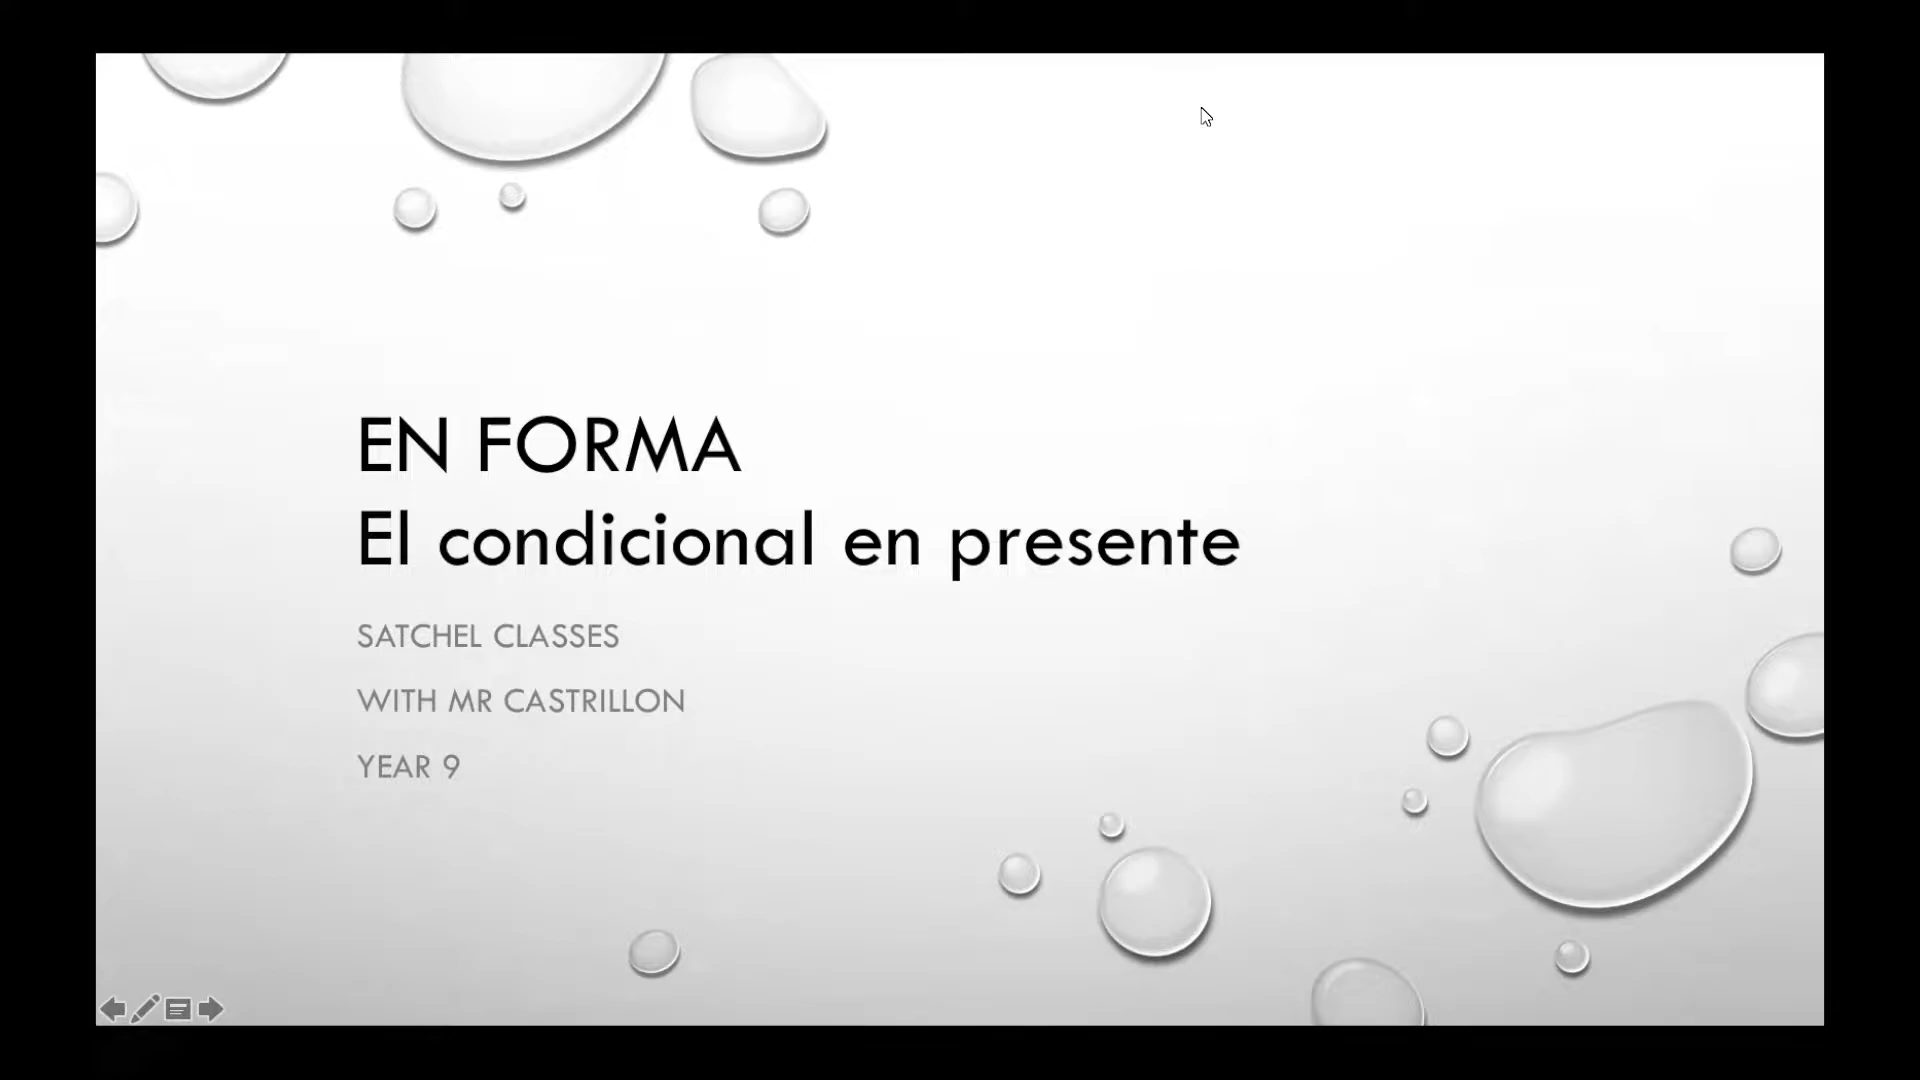 EN FORMA
El condicional en presente
SATCHEL CLASSES
WITH MR CASTRILLON
YEAR 9